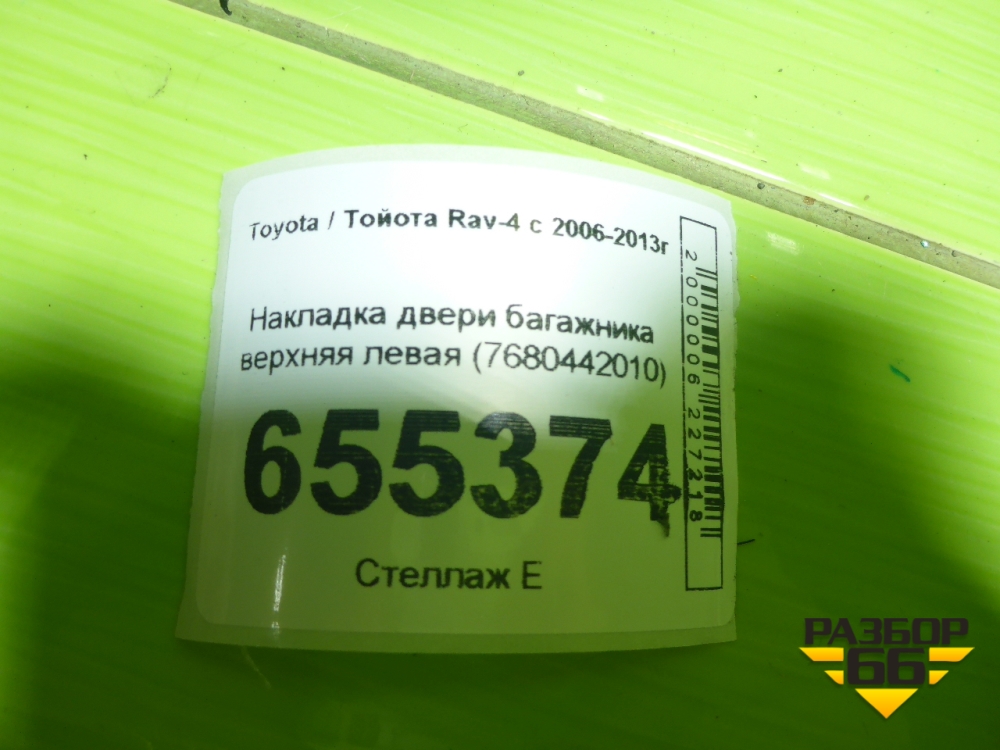 Toyota / Тойота Rav-4 с 2006-2013г
Накладка двери багажника
верхняя левая (7680442010)
655374
Стеллаж Е
2000006227218
РАЗБОР
66